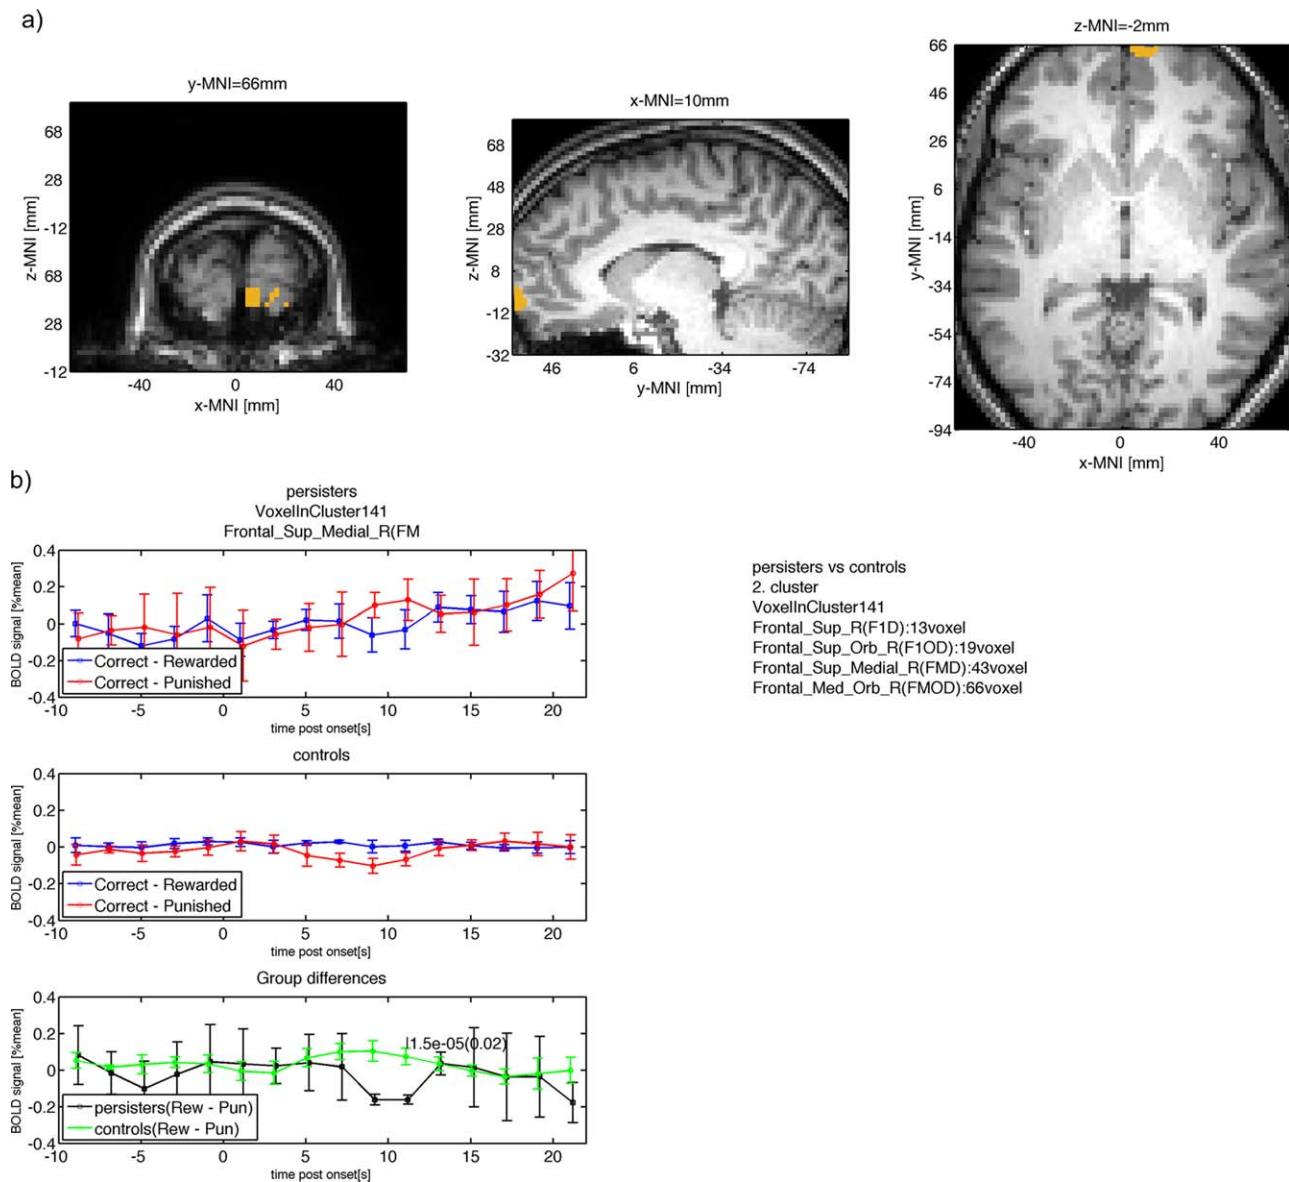 a)
y-MNI=66mm
68
28
-12
68
28
-12
z-MNI [mm]
-40
0
40
x-MNI [mm]
x-MNI=10mm
68
48
28
8
-12
-32
z-MNI [mm]
46
6
-34
-74
y-MNI [mm]
z-MNI=-2mm
66
46
26
6
-14
-34
-54
-74
-94
y-MNI [mm]
-40
0
40
x-MNI [mm]
b)
persisters
VoxelInCluster141
Frontal_Sup_Medial_R(FM
0.4
0.2
0
-0.2
-0.4
BOLD signal [%mean]
Correct - Rewarded
Correct - Punished
-10
-5
0
5
10
15
20
time post onset[s]
controls
0.4
0.2
0
-0.2
-0.4
BOLD signal [%mean]
Correct - Rewarded
Correct - Punished
-10
-5
0
5
10
15
20
time post onset[s]
Group differences
0.4
0.2
0
-0.2
-0.4
BOLD signal [%mean]
|1.5e-05(0.02)
persisters(Rew - Pun)
controls(Rew - Pun)
-10
-5
0
5
10
15
20
time post onset[s]
persisters vs controls
2. cluster
VoxelInCluster141
Frontal_Sup_R(F1D):13voxel
Frontal_Sup_Orb_R(F1OD):19voxel
Frontal_Sup_Medial_R(FMD):43voxel
Frontal_Med_Orb_R(FMOD):66voxel